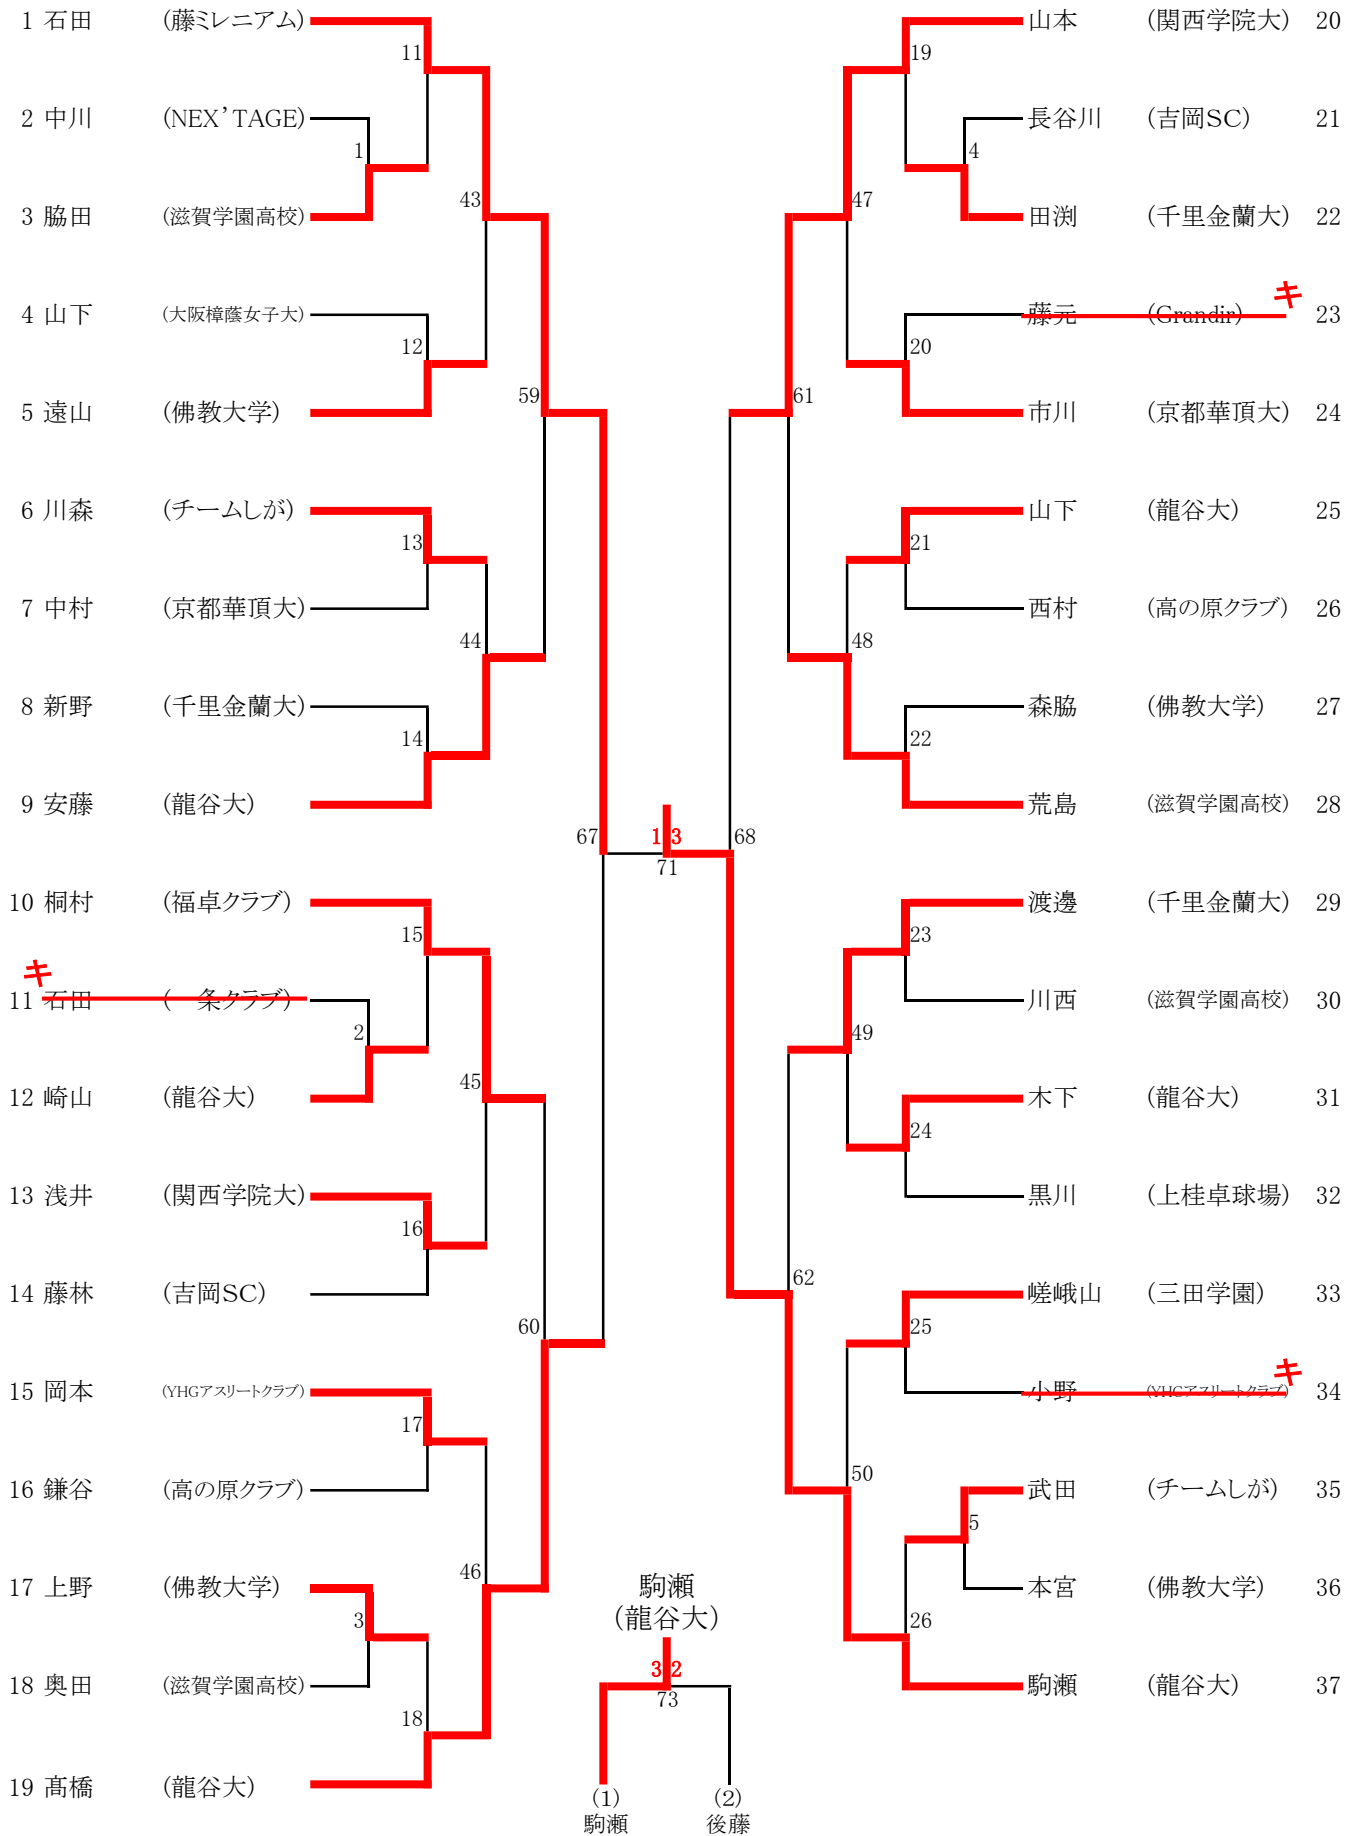 1 石田 (藤ミレニアム)
11
2 中川 (NEX’TAGE)
1
3 脇田 (滋賀学園高校)
43
4 山下 (大阪樟蔭女子大)
12
5 遠山 (佛教大学)
59
6 川森 (チームしが)
13
7 中村 (京都華頂大)
44
8 新野 (千里金蘭大)
14
9 安藤 (龍谷大)
67
10 桐村 (福卓クラブ)
15
キ
11 石田 (一条クラブ)
2
12 崎山 (龍谷大)
45
13 浅井 (関西学院大)
16
14 藤林 (吉岡SC)
60
15 岡本 (YHGアスリートクラブ)
17
16 鎌谷 (高の原クラブ)
46
17 上野 (佛教大学)
3
18 奥田 (滋賀学園高校)
18
19 髙橋 (龍谷大)
1 3
71
山本 (関西学院大) 20
19
長谷川 (吉岡SC) 21
4
田渕 (千里金蘭大) 22
47
キ
藤元 (Grandir) 23
20
市川 (京都華頂大) 24
61
山下 (龍谷大) 25
21
西村 (高の原クラブ) 26
48
森脇 (佛教大学) 27
22
荒島 (滋賀学園高校) 28
68
渡邊 (千里金蘭大) 29
23
川西 (滋賀学園高校) 30
49
木下 (龍谷大) 31
24
黒川 (上桂卓球場) 32
62
嵯峨山 (三田学園) 33
25
キ
小野 (YHGアスリートクラブ) 34
50
武田 (チームしが) 35
5
本宮 (佛教大学) 36
26
駒瀬 (龍谷大) 37
駒瀬
(龍谷大)
3 2
73
(1) (2)
駒瀬 後藤